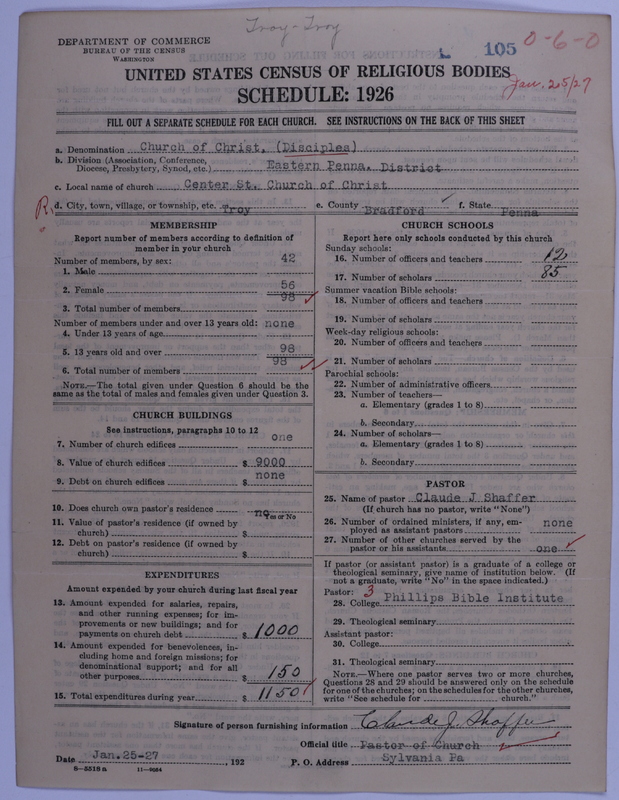 Troy-Troy
DEPARTMENT OF COMMERCE
BUREAU OF THE CENSUS
WASHINGTON
L 105 0-6-0
UNITED STATES CENSUS OF RELIGIOUS BODIES
Jan. 25/27
SCHEDULE: 1926
FILL OUT A SEPARATE SCHEDULE FOR EACH CHURCH. SEE INSTRUCTIONS ON THE BACK OF THIS SHEET
a. Denomination Church of Christ, (Disciples)
b. Division (Association, Conference, Diocese, Presbytery, Synod, etc.) Eastern Penna. District
c. Local name of church Center St. Church of Christ
R. d. City, town, village, or township, etc. Troy e. County Bradford f. State Penna
MEMBERSHIP
Report number of members according to definition of
member in your church
Number of members, by sex:
1. Male 42
2. Female 56
3. Total number of members 98
Number of members under and over 13 years old:
4. Under 13 years of age none
5. 13 years old and over 98
6. Total number of members 98
NOTE.—The total given under Question 6 should be the
same as the total of males and females given under Question 3.
CHURCH BUILDINGS
See instructions, paragraphs 10 to 12
7. Number of church edifices one
8. Value of church edifices $ 9000
9. Debt on church edifices $ none
10. Does church own pastor's residence no
Yes or No
11. Value of pastor's residence (if owned by
church) $
12. Debt on pastor's residence (if owned by
church) $
EXPENDITURES
Amount expended by your church during last fiscal year
13. Amount expended for salaries, repairs,
and other running expenses; for im-
provements or new buildings; and for
payments on church debt $ 1000
14. Amount expended for benevolences, in-
cluding home and foreign missions; for
denominational support; and for all
other purposes $ 150
15. Total expenditures during year $ 1150
CHURCH SCHOOLS
Report here only schools conducted by this church
Sunday schools:
16. Number of officers and teachers 12
17. Number of scholars 85
Summer vacation Bible schools:
18. Number of officers and teachers
19. Number of scholars
Week-day religious schools:
20. Number of officers and teachers
21. Number of scholars
Parochial schools:
22. Number of administrative officers
23. Number of teachers—
a. Elementary (grades 1 to 8)
b. Secondary
24. Number of scholars—
a. Elementary (grades 1 to 8)
b. Secondary
PASTOR
25. Name of pastor Claude J Shaffer
(If church has no pastor, write "None")
26. Number of ordained ministers, if any, em-
ployed as assistant pastors none
27. Number of other churches served by the
pastor or his assistants one
If pastor (or assistant pastor) is a graduate of a college or
theological seminary, give name of institution below. (If
not a graduate, write "No" in the space indicated.)
Pastor: 3
28. College Phillips Bible Institute
29. Theological seminary
Assistant pastor:
30. College
31. Theological seminary
NOTE.—Where one pastor serves two or more churches,
Questions 28 and 29 should be answered only on the schedule
for one of the churches; on the schedules for the other churches,
write "See schedule for church."
Signature of person furnishing information Claude J. Shaffer
Official title Pastor of Church
Date Jan.25-27, 192 P. O. Address Sylvania Pa
8-5518 a 11-9064